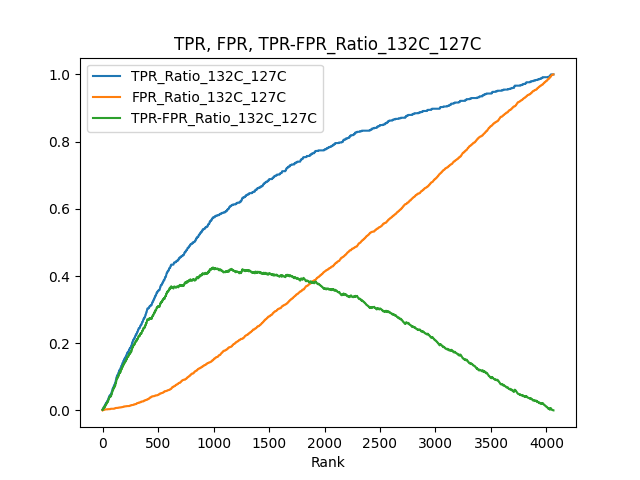 TPR, FPR, TPR-FPR_Ratio_132C_127C
TPR_Ratio_132C_127C
FPR_Ratio_132C_127C
TPR-FPR_Ratio_132C_127C
1.0
0.8
0.6
0.4
0.2
0.0
0 500 1000 1500 2000 2500 3000 3500 4000
Rank